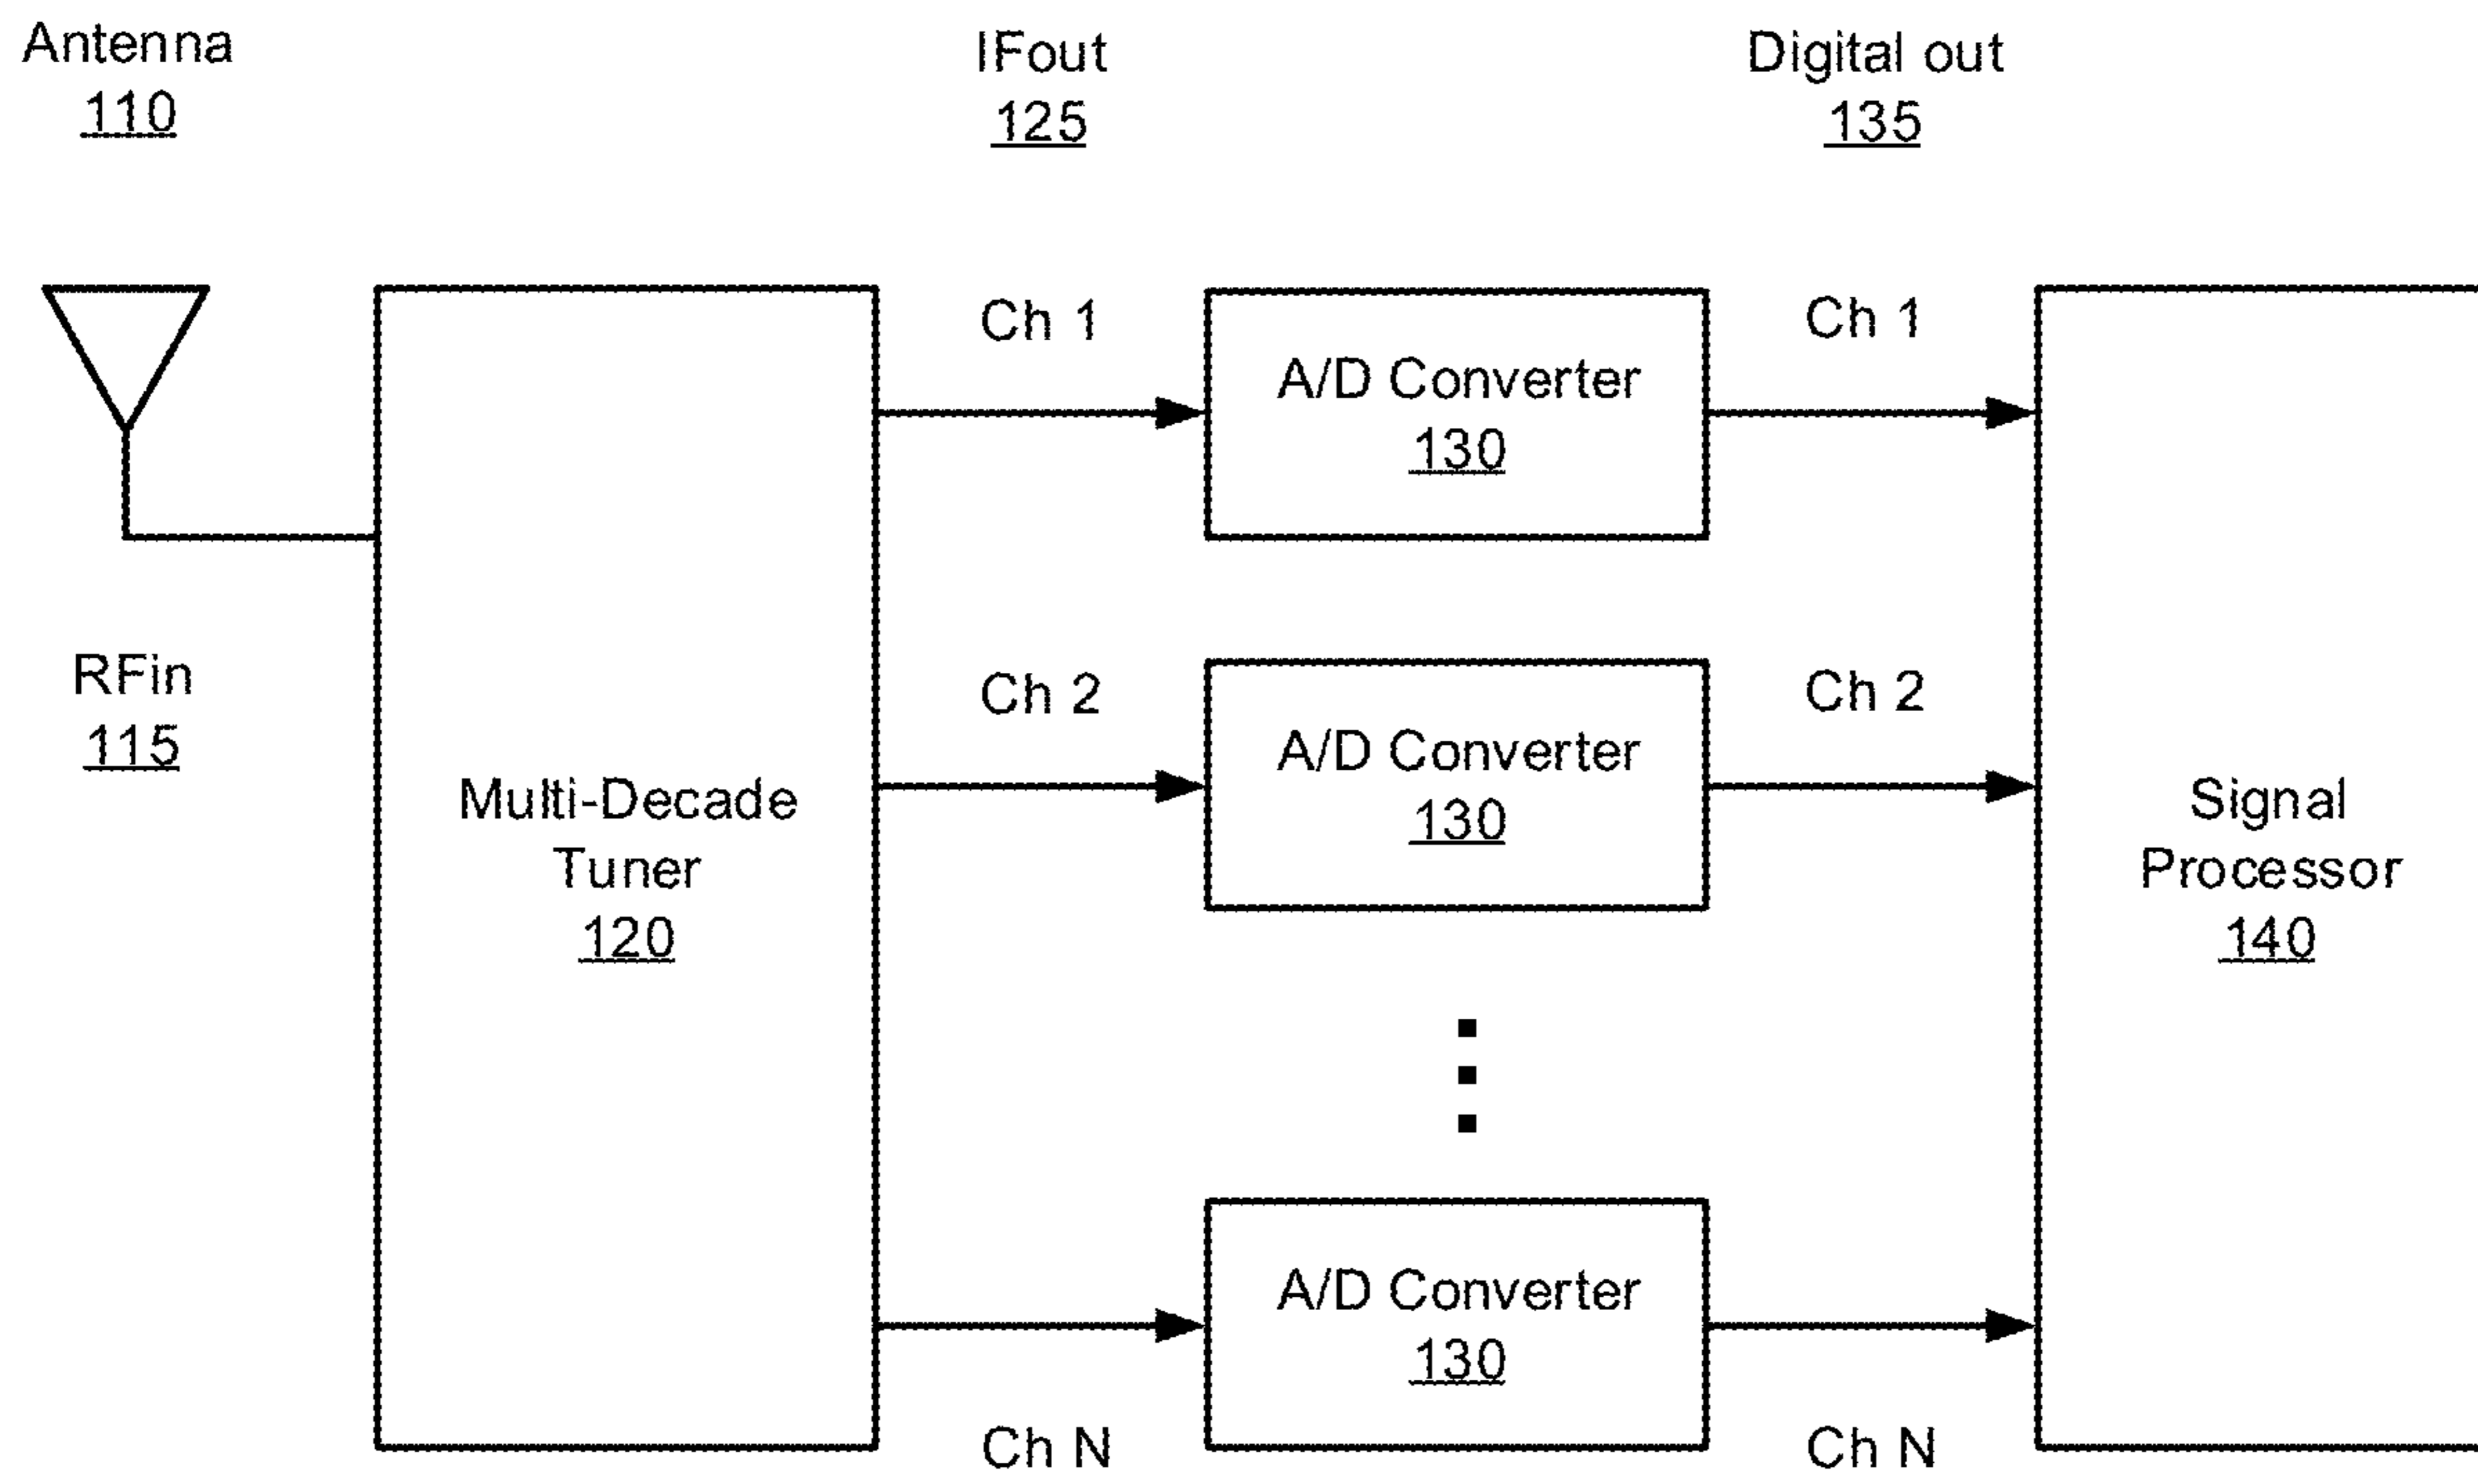 Antenna
110
IFout
125
Digital out
135
Ch 1
A/D Converter
130
Ch 1
RFin
115
Multi-Decade
Tuner
120
Ch 2
A/D Converter
130
Ch 2
Signal
Processor
140
A/D Converter
130
Ch N
Ch N